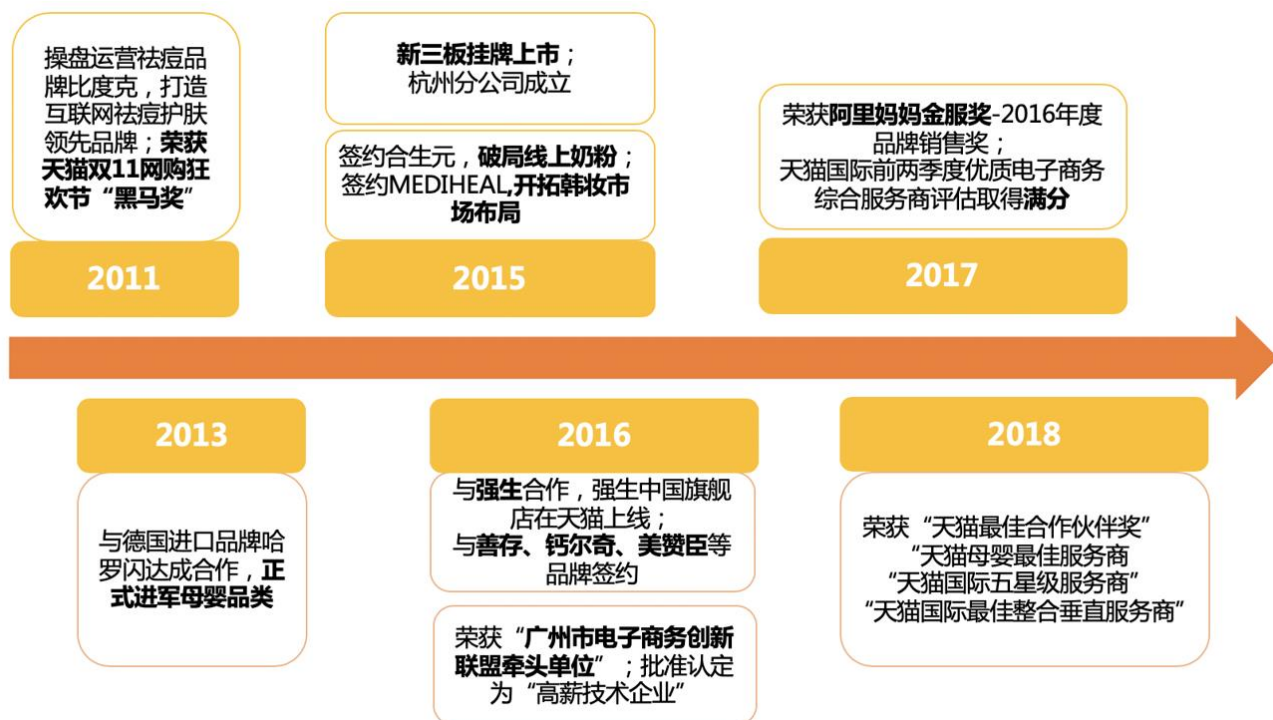 操盘运营祛痘品
牌比度克，打造
互联网祛痘护肤
领先品牌；荣获
天猫双11网购狂
欢节“黑马奖”
2011
新三板挂牌上市；
杭州分公司成立
签约合生元，破局线上奶粉；
签约MEDIHEAL,开拓韩妆市
场布局
2015
荣获阿里妈妈金服奖-2016年度
品牌销售奖；
天猫国际前两季度优质电子商务
综合服务商评估取得满分
2017
2013
与德国进口品牌哈
罗闪达成合作，正
式进军母婴品类
2016
与强生合作，强生中国旗舰
店在天猫上线；
与善存、钙尔奇、美赞臣等
品牌签约
荣获“广州市电子商务创新
联盟牵头单位”；批准认定
为“高薪技术企业”
2018
荣获“天猫最佳合作伙伴奖”
“天猫母婴最佳服务商
“天猫国际五星级服务商”
“天猫国际最佳整合垂直服务商”